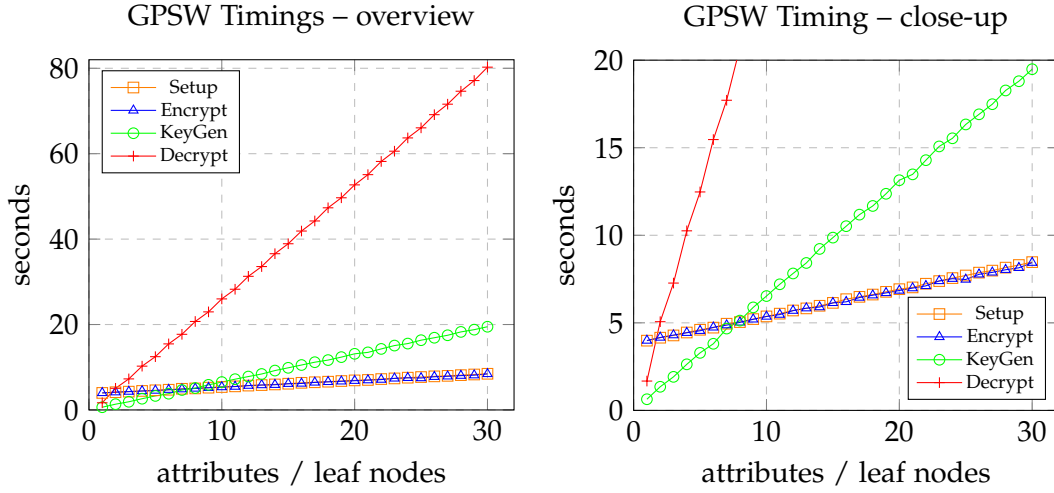 GPSW Timings – overview
80
60
40
20
0
0
10
20
30
seconds
attributes / leaf nodes
Setup
Encrypt
KeyGen
Decrypt
GPSW Timing – close-up
20
15
10
5
0
0
10
20
30
seconds
attributes / leaf nodes
Setup
Encrypt
KeyGen
Decrypt